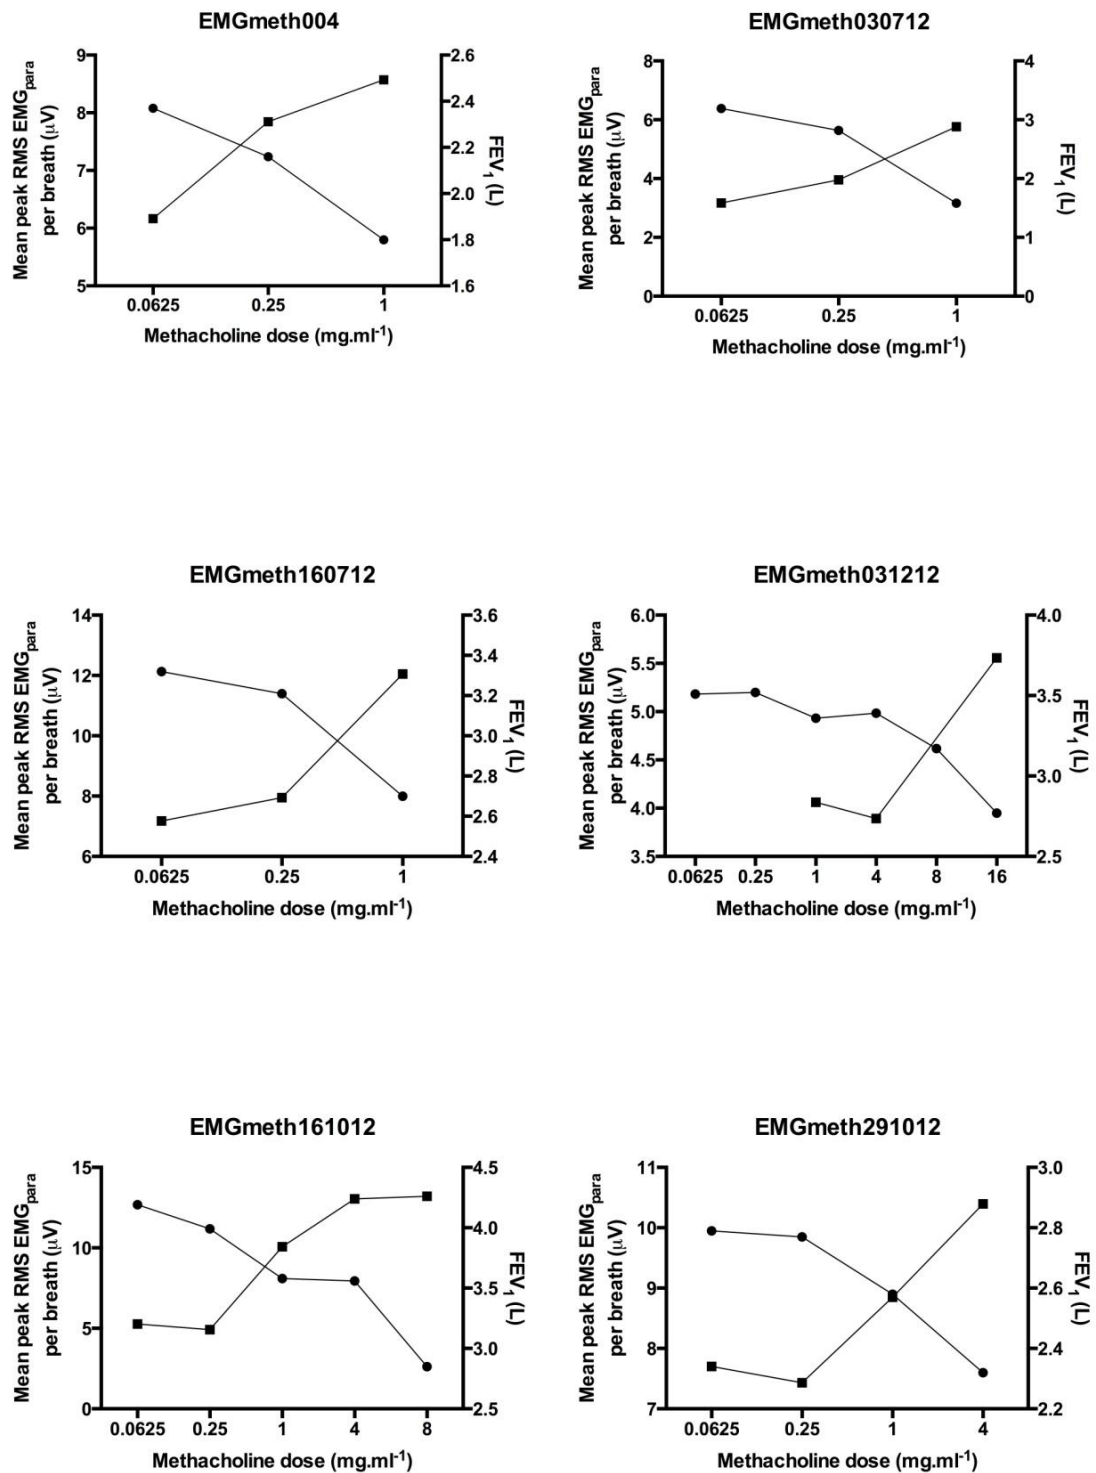 EMGmeth004
Mean peak RMS EMGpara
per breath (μV)
9
8
7
6
5
2.6
2.4
2.2
2.0
1.8
1.6
FEV1 (L)
0.0625 0.25 1
Methacholine dose (mg.ml-1)
EMGmeth030712
Mean peak RMS EMGpara
per breath (μV)
8
6
4
2
0
4
3
2
1
0
FEV1 (L)
0.0625 0.25 1
Methacholine dose (mg.ml-1)
EMGmeth160712
Mean peak RMS EMGpara
per breath (μV)
14
12
10
8
6
3.6
3.4
3.2
3.0
2.8
2.6
2.4
FEV1 (L)
0.0625 0.25 1
Methacholine dose (mg.ml-1)
EMGmeth031212
Mean peak RMS EMGpara
per breath (μV)
6.0
5.5
5.0
4.5
4.0
3.5
4.0
3.5
3.0
2.5
FEV1 (L)
0.0625 0.25 1 4 8 16
Methacholine dose (mg.ml-1)
EMGmeth161012
Mean peak RMS EMGpara
per breath (μV)
15
10
5
0
4.5
4.0
3.5
3.0
2.5
FEV1 (L)
0.0625 0.25 1 4 8
Methacholine dose (mg.ml-1)
EMGmeth291012
Mean peak RMS EMGpara
per breath (μV)
11
10
9
8
7
3.0
2.8
2.6
2.4
2.2
FEV1 (L)
0.0625 0.25 1 4
Methacholine dose (mg.ml-1)